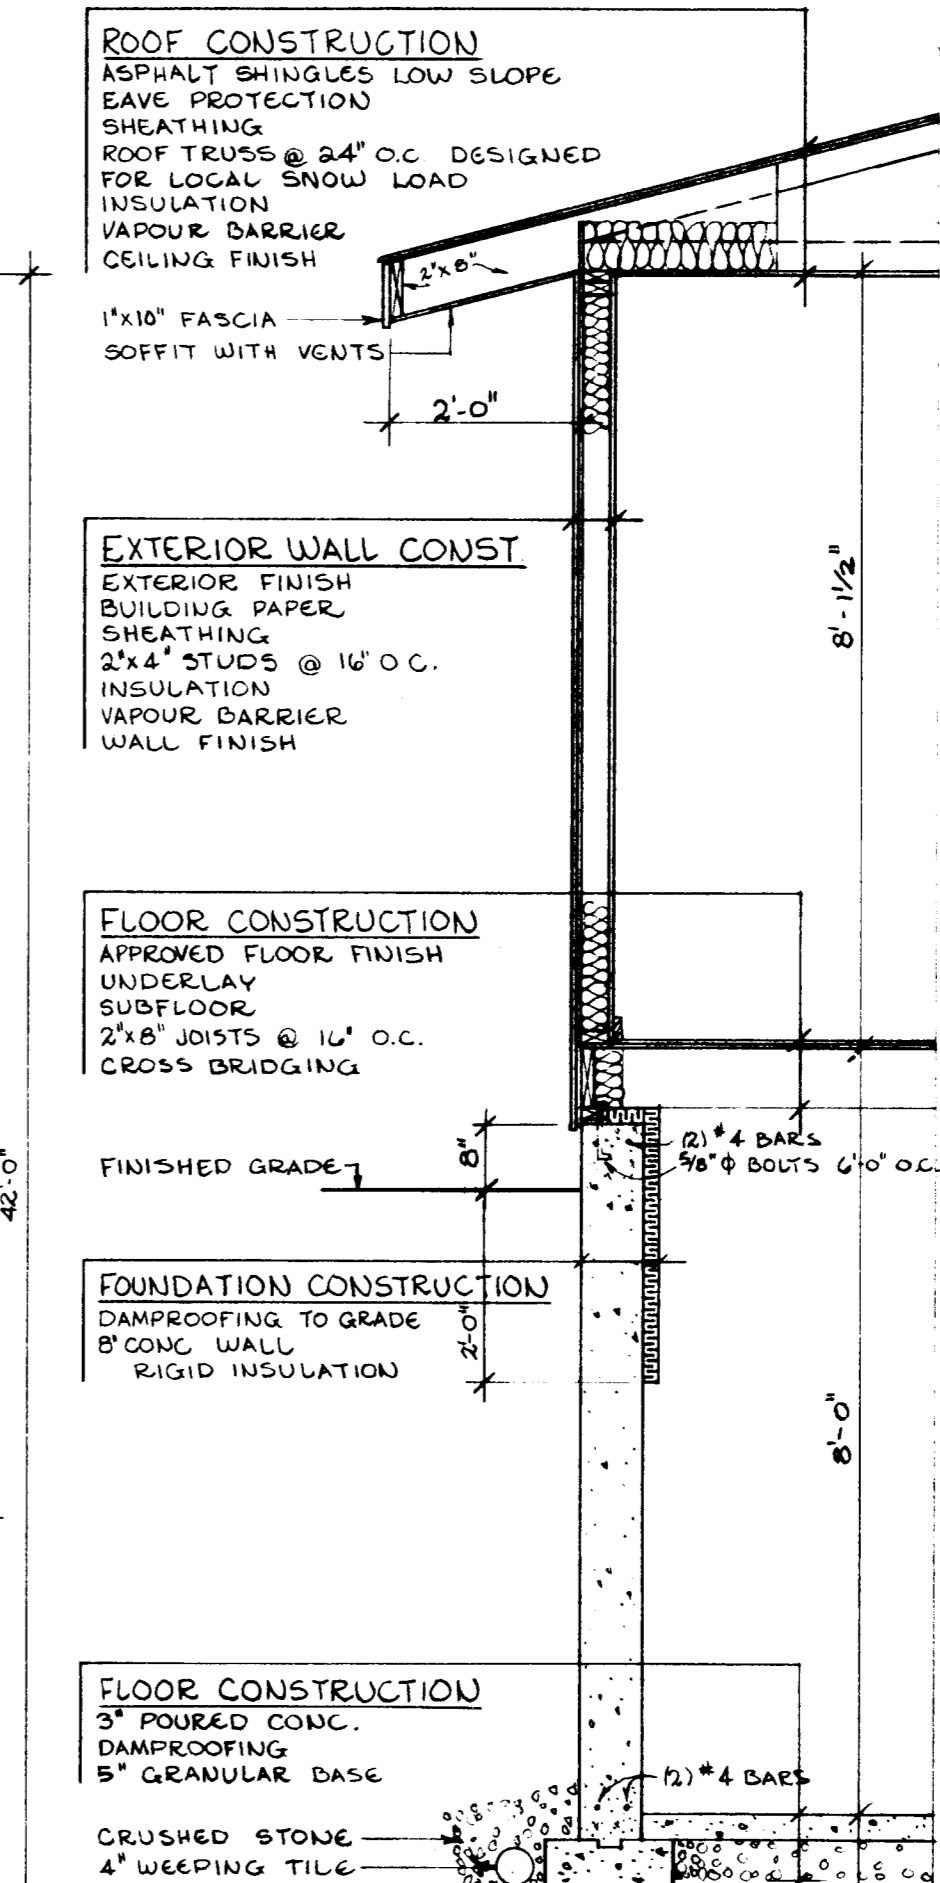 ROOF CONSTRUCTION
ASPHALT SHINGLES LOW SLOPE
EAVE PROTECTION
SHEATHING
ROOF TRUSS @ 24" O.C. DESIGNED
FOR LOCAL SNOW LOAD
INSULATION
VAPOUR BARRIER
CEILING FINISH
2"x8"
1"x10" FASCIA
SOFFIT WITH VENTS
2'-0"
EXTERIOR WALL CONST.
EXTERIOR FINISH
BUILDING PAPER
SHEATHING
2"x4" STUDS @ 16" O.C.
INSULATION
VAPOUR BARRIER
WALL FINISH
8'-1 1/2"
FLOOR CONSTRUCTION
APPROVED FLOOR FINISH
UNDERLAY
SUBFLOOR
2"x8" JOISTS @ 16" O.C.
CROSS BRIDGING
42'-0"
8"
(2) #4 BARS
5/8" φ BOLTS 6'-0" O.C.
FINISHED GRADE
FOUNDATION CONSTRUCTION
DAMPROOFING TO GRADE
8" CONC WALL
RIGID INSULATION
2'-0"
8'-0"
FLOOR CONSTRUCTION
3" POURED CONC.
DAMPROOFING
5" GRANULAR BASE
(2) #4 BARS
CRUSHED STONE
4" WEEPING TILE